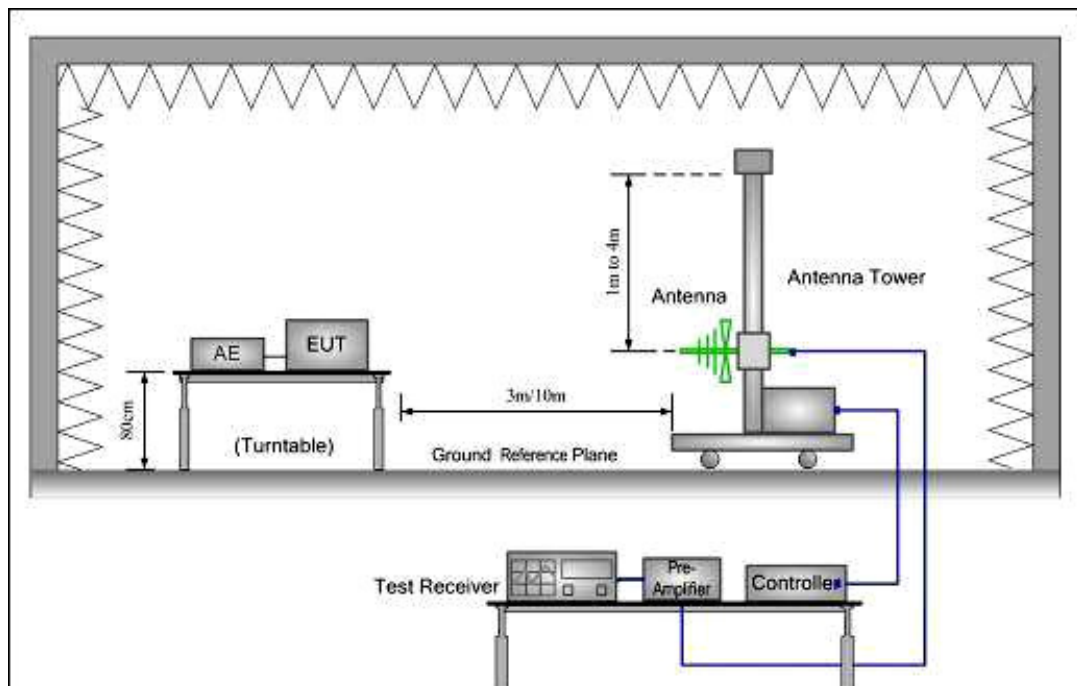 1m to 4m
Antenna
Antenna Tower
AE
EUT
80cm
3m/10m
(Turntable)
Ground Reference Plane
Test Receiver
Pre-
Amplifier
Controller